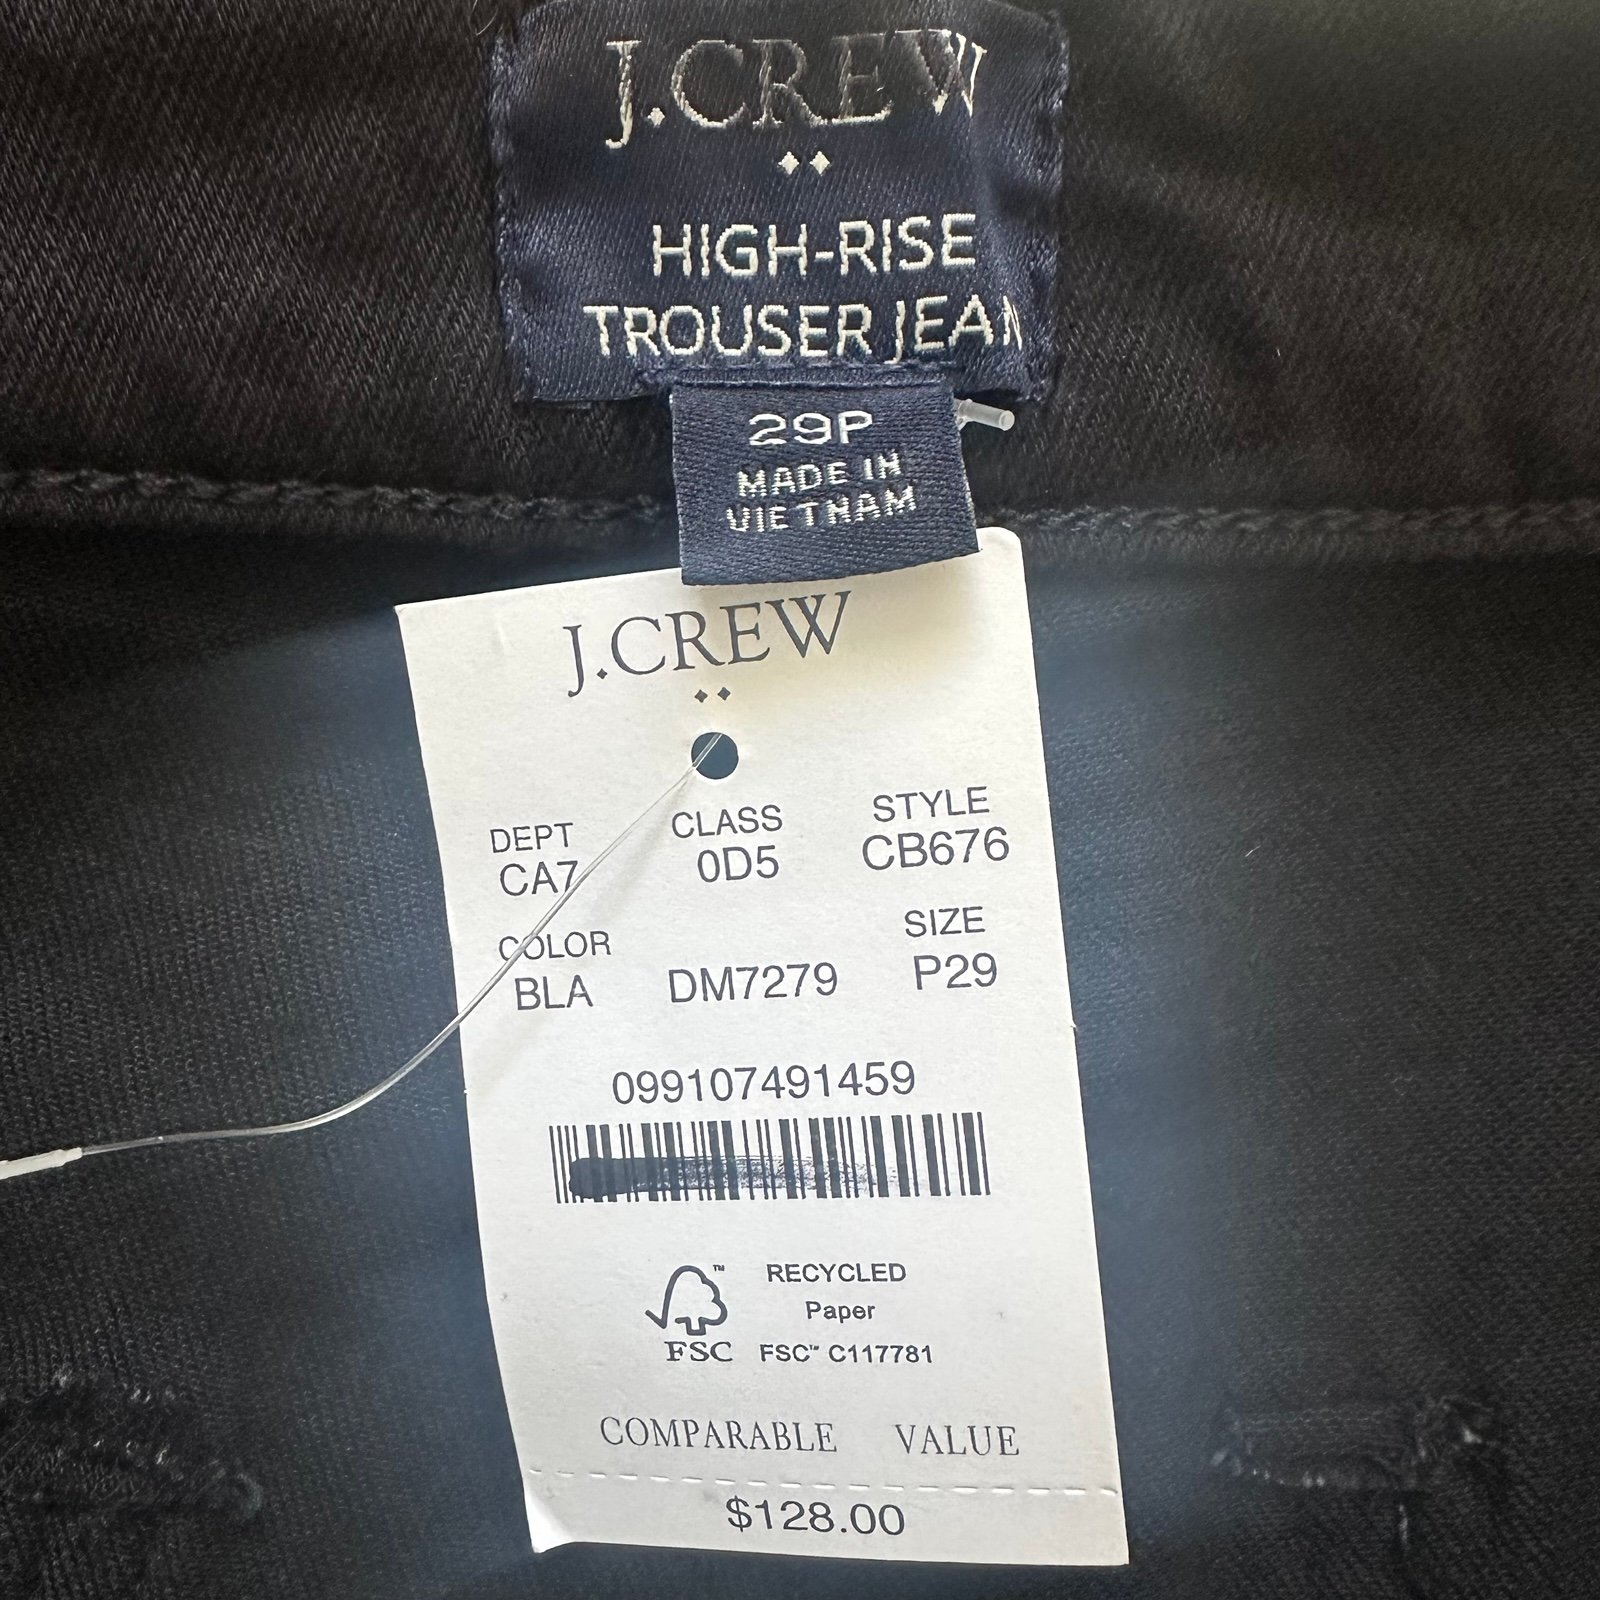 J.CREW
HIGH-RISE
TROUSER JEAN
29P
MADE IN
VIETNAM
J.CREW
DEPT CLASS STYLE
CA7 0D5 CB676
COLOR SIZE
BLA DM7279 P29
099107491459
RECYCLED
Paper
FSC FSC™ C117781
COMPARABLE VALUE
$128.00